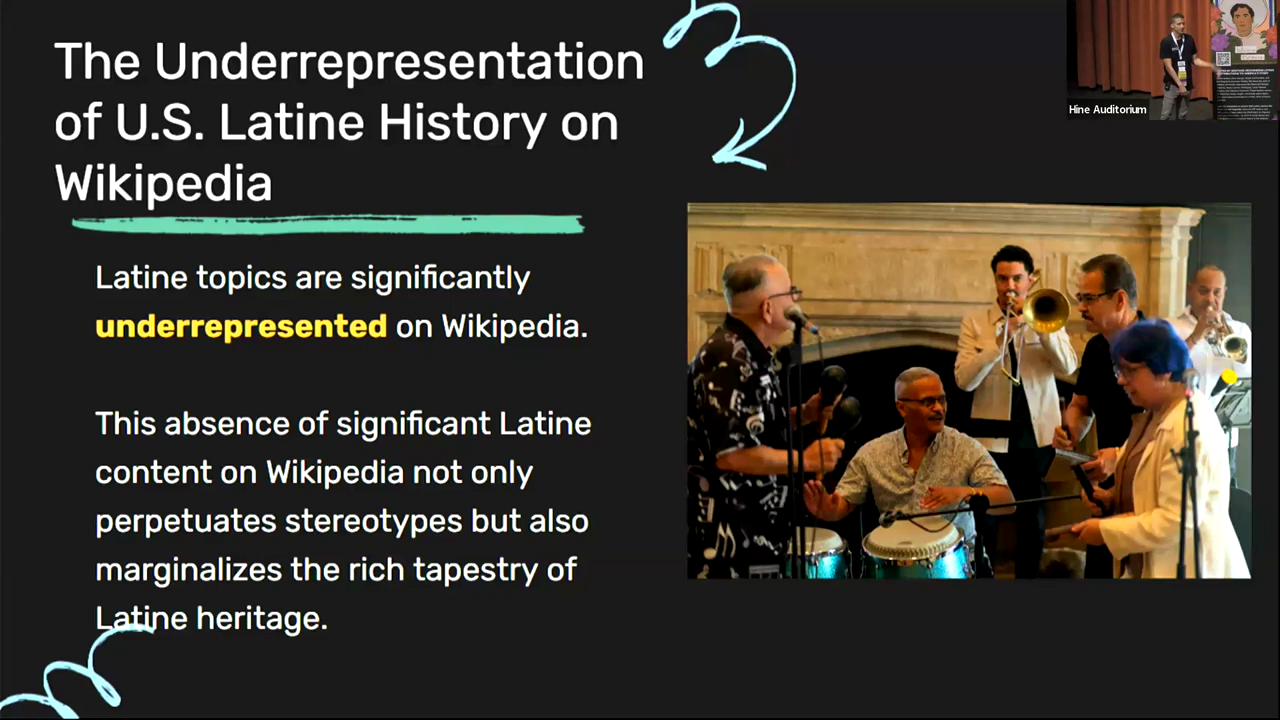 The Underrepresentation
of U.S. Latine History on
Wikipedia
Latine topics are significantly
underrepresented on Wikipedia.
This absence of significant Latine
content on Wikipedia not only
perpetuates stereotypes but also
marginalizes the rich tapestry of
Latine heritage.
Hine Auditorium